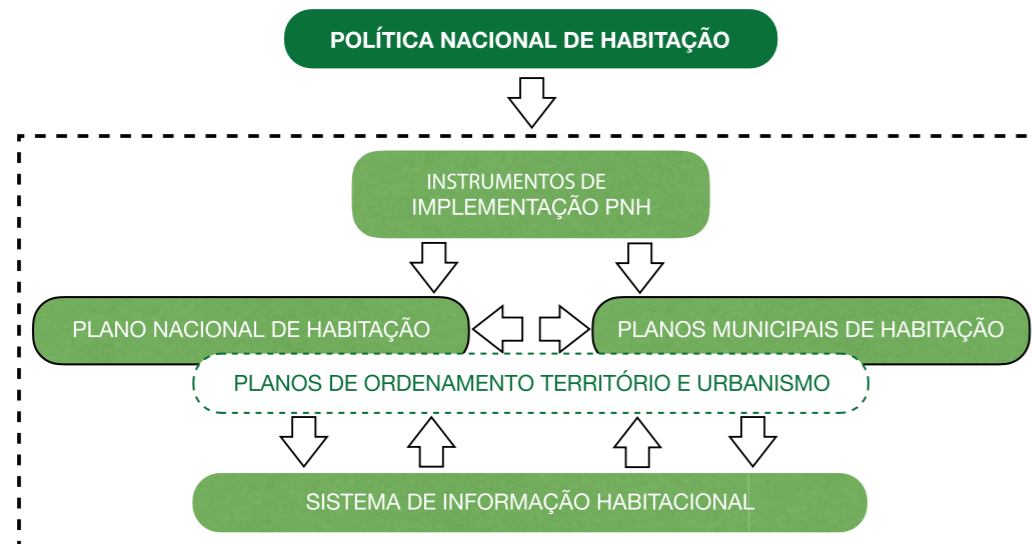 POLÍTICA NACIONAL DE HABITAÇÃO
INSTRUMENTOS DE
IMPLEMENTAÇÃO PNH
PLANO NACIONAL DE HABITAÇÃO
PLANOS MUNICIPAIS DE HABITAÇÃO
PLANOS DE ORDENAMENTO TERRITÓRIO E URBANISMO
SISTEMA DE INFORMAÇÃO HABITACIONAL